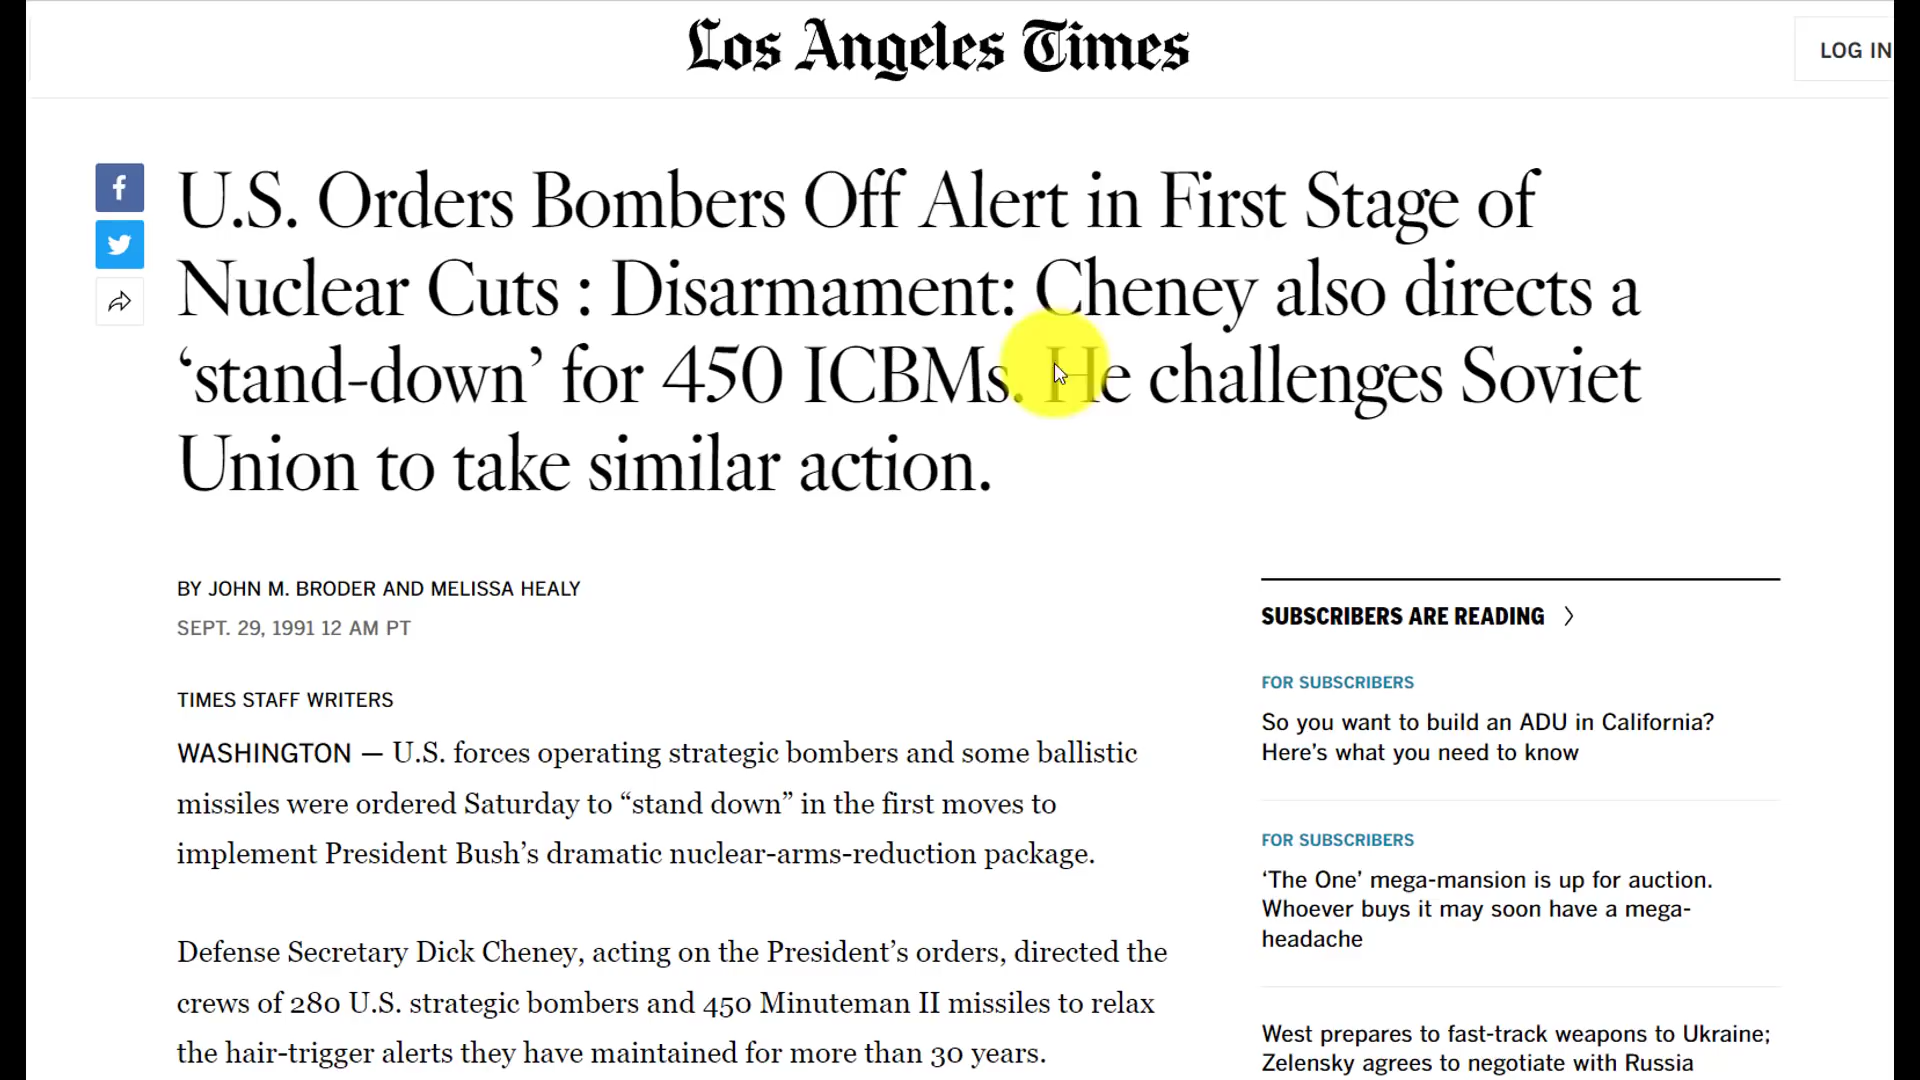 Los Angeles Times
LOG IN
U.S. Orders Bombers Off Alert in First Stage of
Nuclear Cuts : Disarmament: Cheney also directs a
‘stand-down’ for 450 ICBMs. He challenges Soviet
Union to take similar action.
BY JOHN M. BRODER AND MELISSA HEALY
SEPT. 29, 1991 12 AM PT
TIMES STAFF WRITERS
WASHINGTON — U.S. forces operating strategic bombers and some ballistic
missiles were ordered Saturday to “stand down” in the first moves to
implement President Bush’s dramatic nuclear-arms-reduction package.
Defense Secretary Dick Cheney, acting on the President’s orders, directed the
crews of 280 U.S. strategic bombers and 450 Minuteman II missiles to relax
the hair-trigger alerts they have maintained for more than 30 years.
SUBSCRIBERS ARE READING
FOR SUBSCRIBERS
So you want to build an ADU in California?
Here’s what you need to know
FOR SUBSCRIBERS
‘The One’ mega-mansion is up for auction.
Whoever buys it may soon have a mega-
headache
West prepares to fast-track weapons to Ukraine;
Zelensky agrees to negotiate with Russia